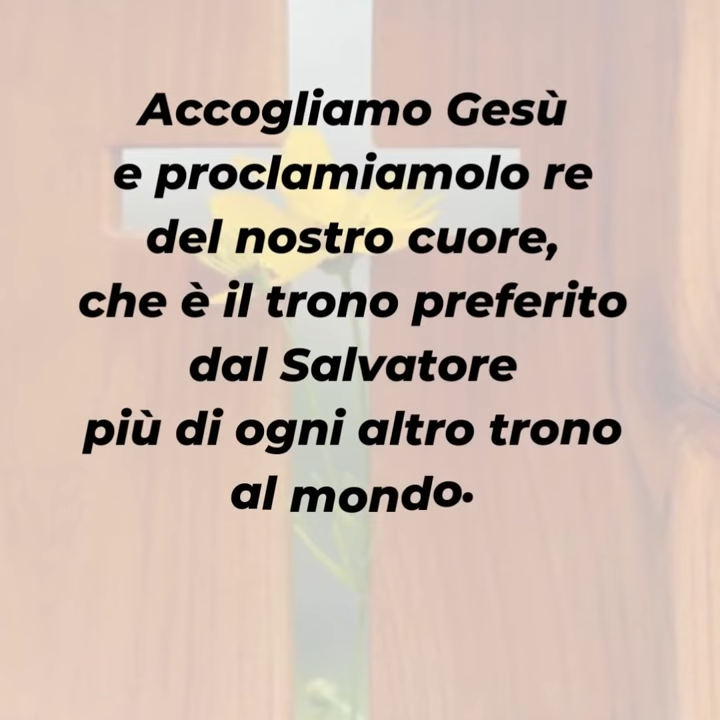 Accogliamo Gesù
e proclamiamolo re
del nostro cuore,
che è il trono preferito
dal Salvatore
più di ogni altro trono
al mondo.